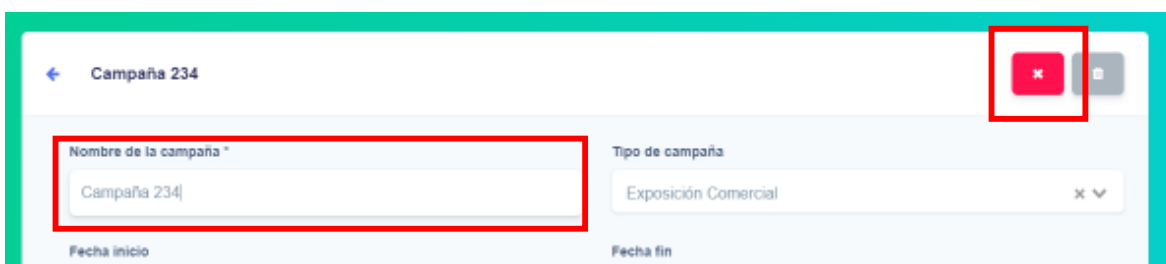 Campaña 234
Nombre de la campaña *
Tipo de campaña
Campaña 234
Exposición Comercial
Fecha inicio
Fecha fin